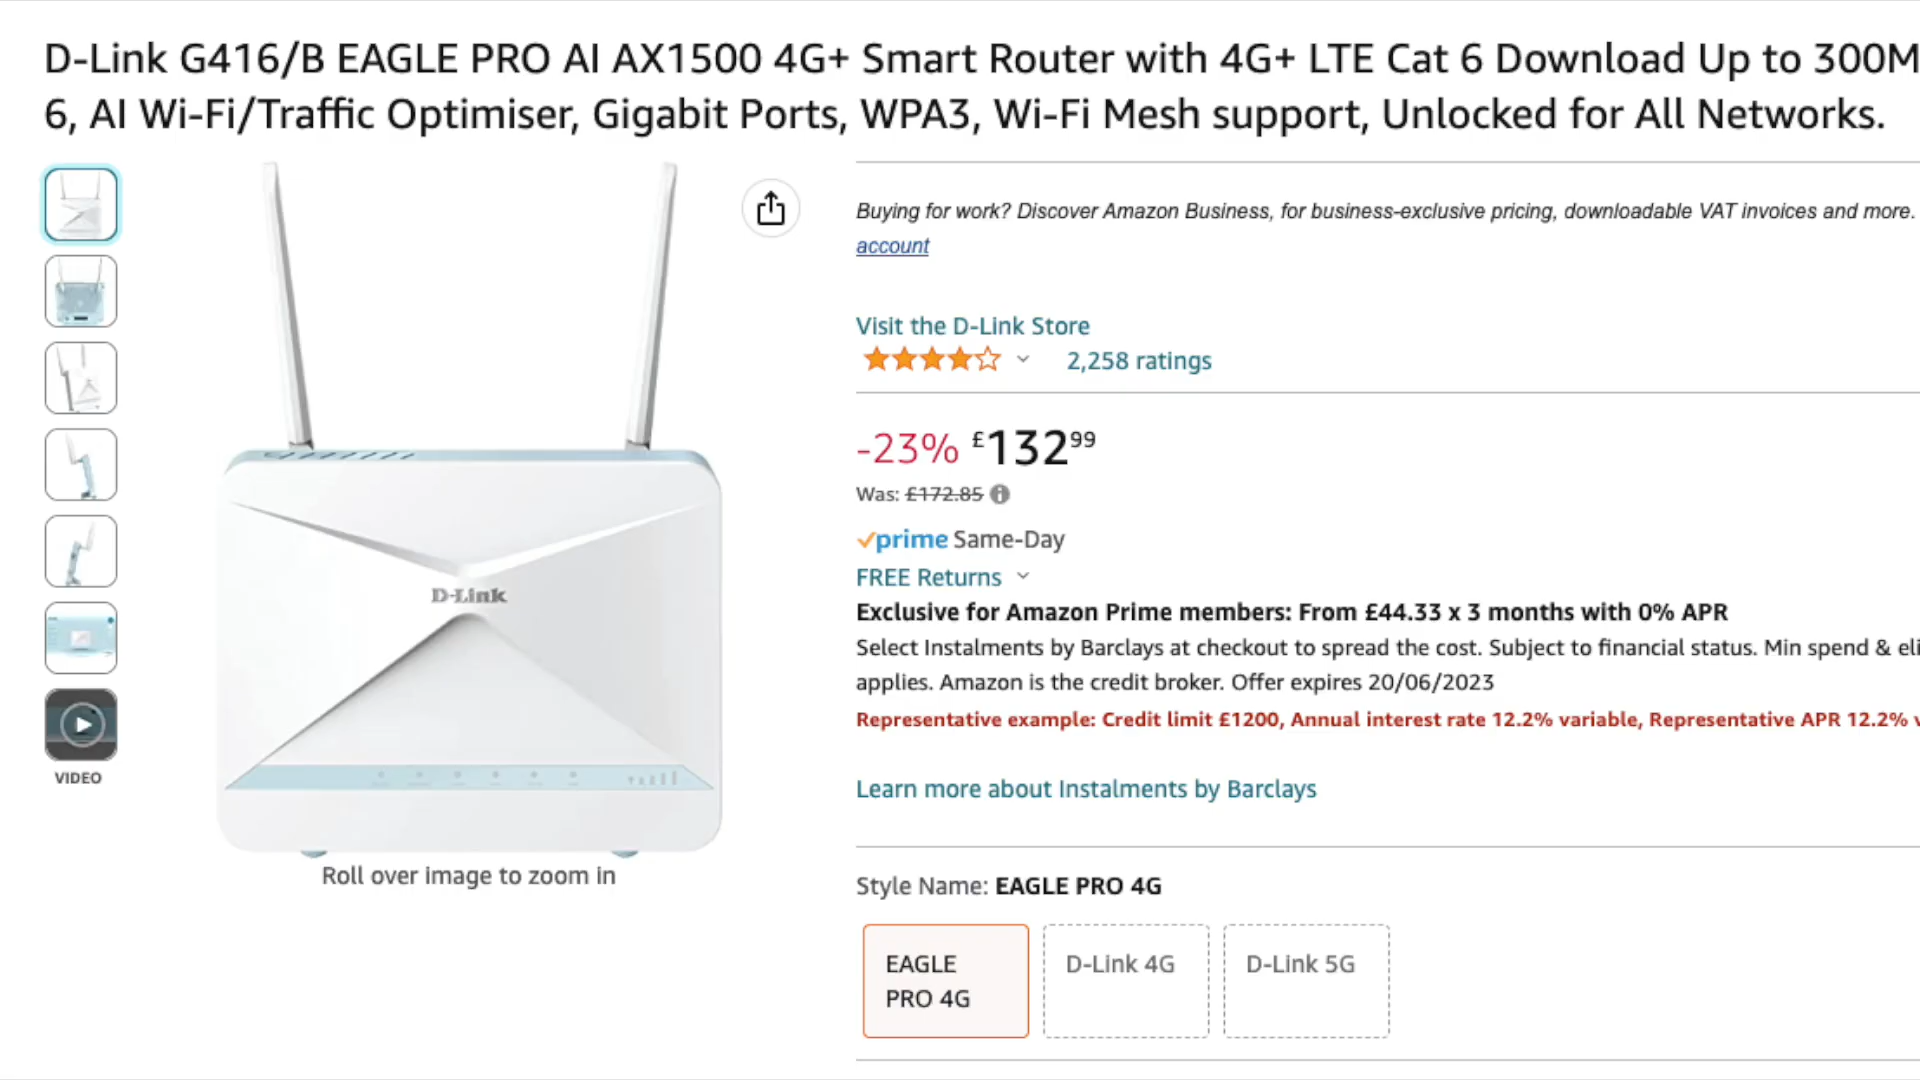 D-Link G416/B EAGLE PRO AI AX1500 4G+ Smart Router with 4G+ LTE Cat 6 Download Up to 300M
6, AI Wi-Fi/Traffic Optimiser, Gigabit Ports, WPA3, Wi-Fi Mesh support, Unlocked for All Networks.
Buying for work? Discover Amazon Business, for business-exclusive pricing, downloadable VAT invoices and more.
account
Visit the D-Link Store
2,258 ratings
-23% £132.99
Was: £172.85
prime Same-Day
FREE Returns
Exclusive for Amazon Prime members: From £44.33 x 3 months with 0% APR
Select Instalments by Barclays at checkout to spread the cost. Subject to financial status. Min spend & eli
applies. Amazon is the credit broker. Offer expires 20/06/2023
Representative example: Credit limit £1200, Annual interest rate 12.2% variable, Representative APR 12.2% v
Learn more about Instalments by Barclays
Style Name: EAGLE PRO 4G
EAGLE
PRO 4G
D-Link 4G
D-Link 5G
D-Link
VIDEO
Roll over image to zoom in